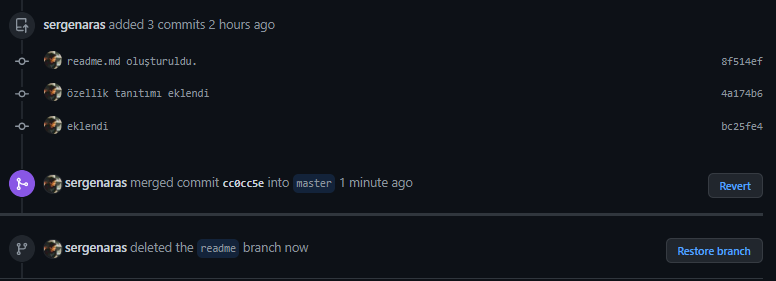 sergenaras added 3 commits 2 hours ago
readme.md oluşturuldu. 8f514ef
özellik tanıtımı eklendi 4a174b6
eklendi bc25fe4
sergenaras merged commit cc0cc5e into master 1 minute ago Revert
sergenaras deleted the readme branch now Restore branch